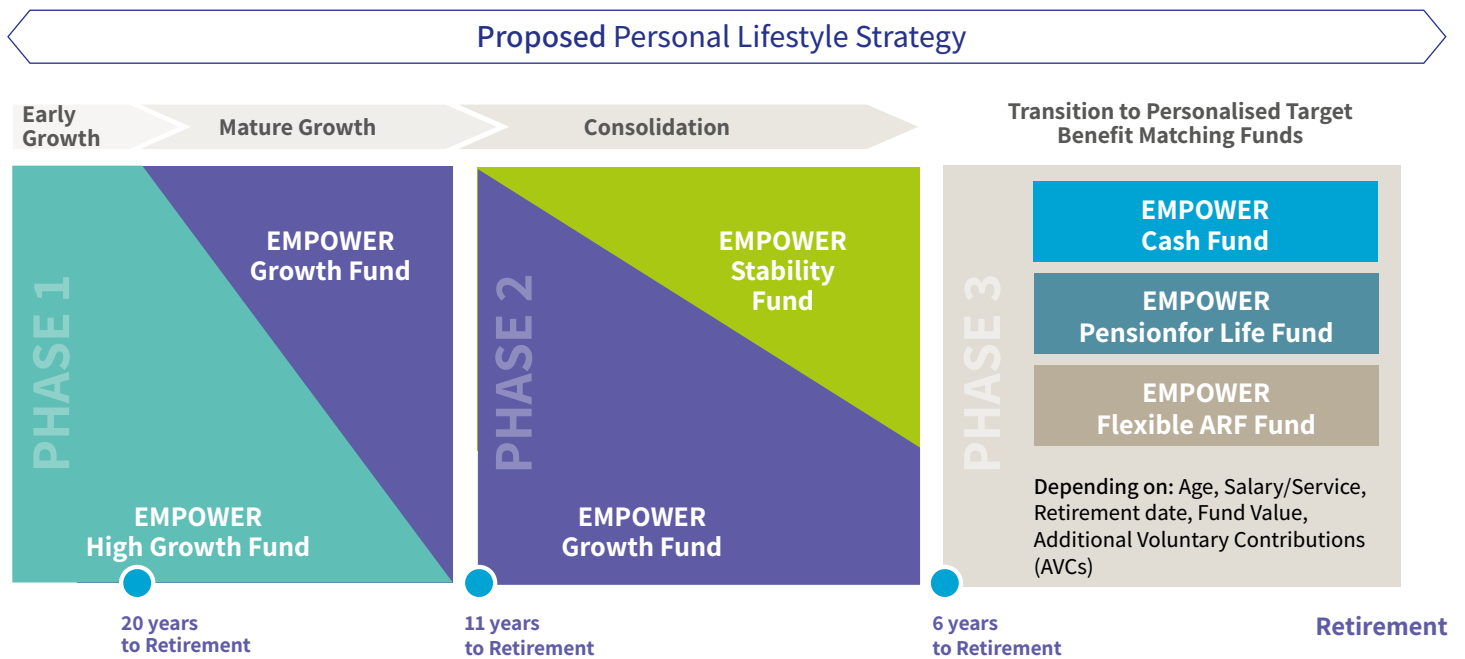 Proposed Personal Lifestyle Strategy
Early
Growth
Mature Growth
Consolidation
Transition to Personalised Target
Benefit Matching Funds
PHASE 1
EMPOWER
Growth Fund
EMPOWER
High Growth Fund
PHASE 2
EMPOWER
Stability
Fund
EMPOWER
Growth Fund
PHASE 3
EMPOWER
Cash Fund
EMPOWER
Pensionfor Life Fund
EMPOWER
Flexible ARF Fund
Depending on: Age, Salary/Service,
Retirement date, Fund Value,
Additional Voluntary Contributions
(AVCs)
20 years
to Retirement
11 years
to Retirement
6 years
to Retirement
Retirement